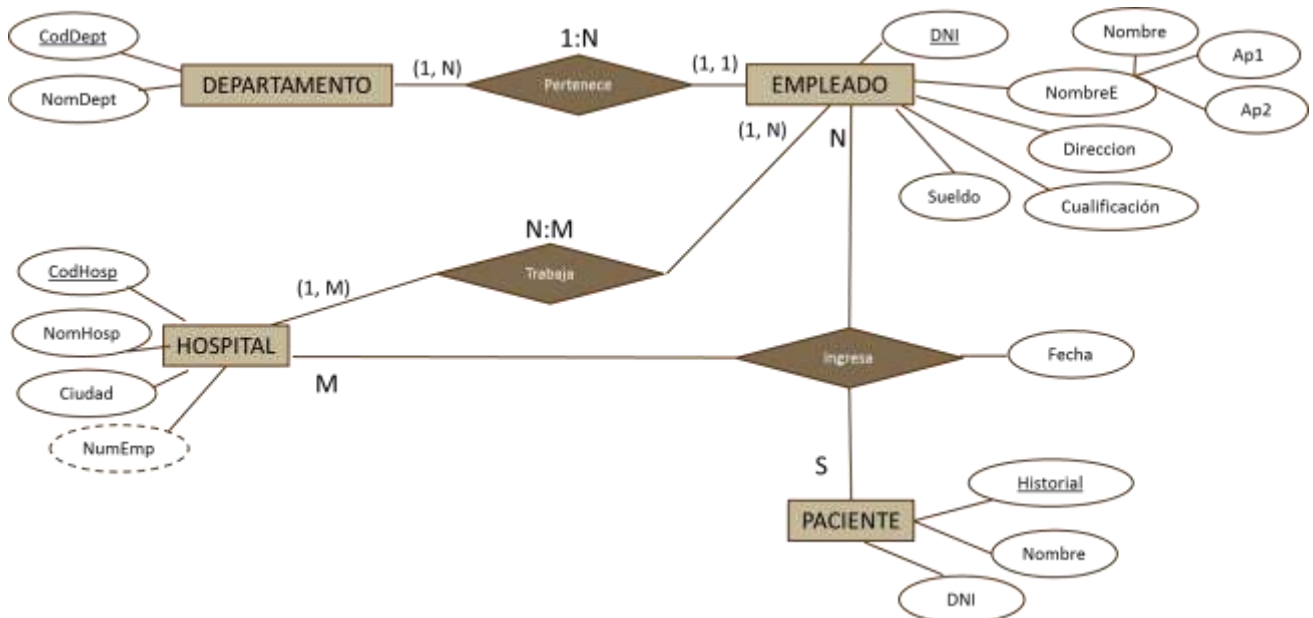 CodDept
1:N
DNI
Nombre
Ap1
DEPARTAMENTO
(1, N)
Pertenece
(1, 1)
EMPLEADO
NomDept
NombreE
Ap2
(1, N)
N
Direccion
Sueldo
Cualificación
N:M
CodHosp
Trabaja
(1, M)
NomHosp
HOSPITAL
Ingresa
Fecha
M
Ciudad
NumEmp
S
Historial
PACIENTE
Nombre
DNI